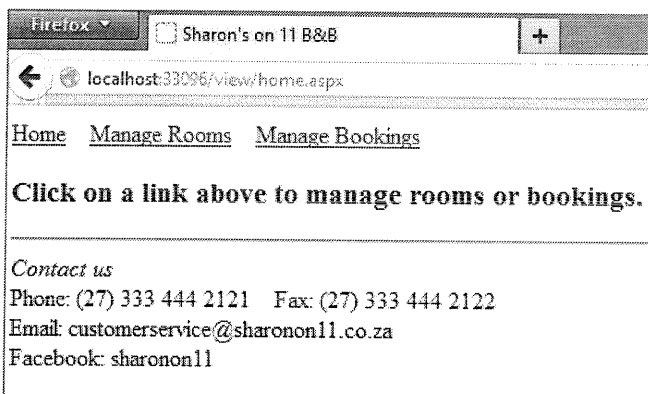 Firefox
Sharon's on 11 B&B
+
localhost:33096/view/home.aspx
Home Manage Rooms Manage Bookings
Click on a link above to manage rooms or bookings.
Contact us
Phone: (27) 333 444 2121 Fax: (27) 333 444 2122
Email: customerservice@sharonon11.co.za
Facebook: sharonon11